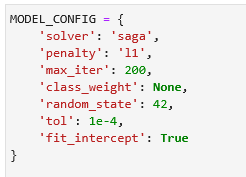 MODEL_CONFIG = {
    'solver': 'saga',
    'penalty': 'l1',
    'max_iter': 200,
    'class_weight': None,
    'random_state': 42,
    'tol': 1e-4,
    'fit_intercept': True
}